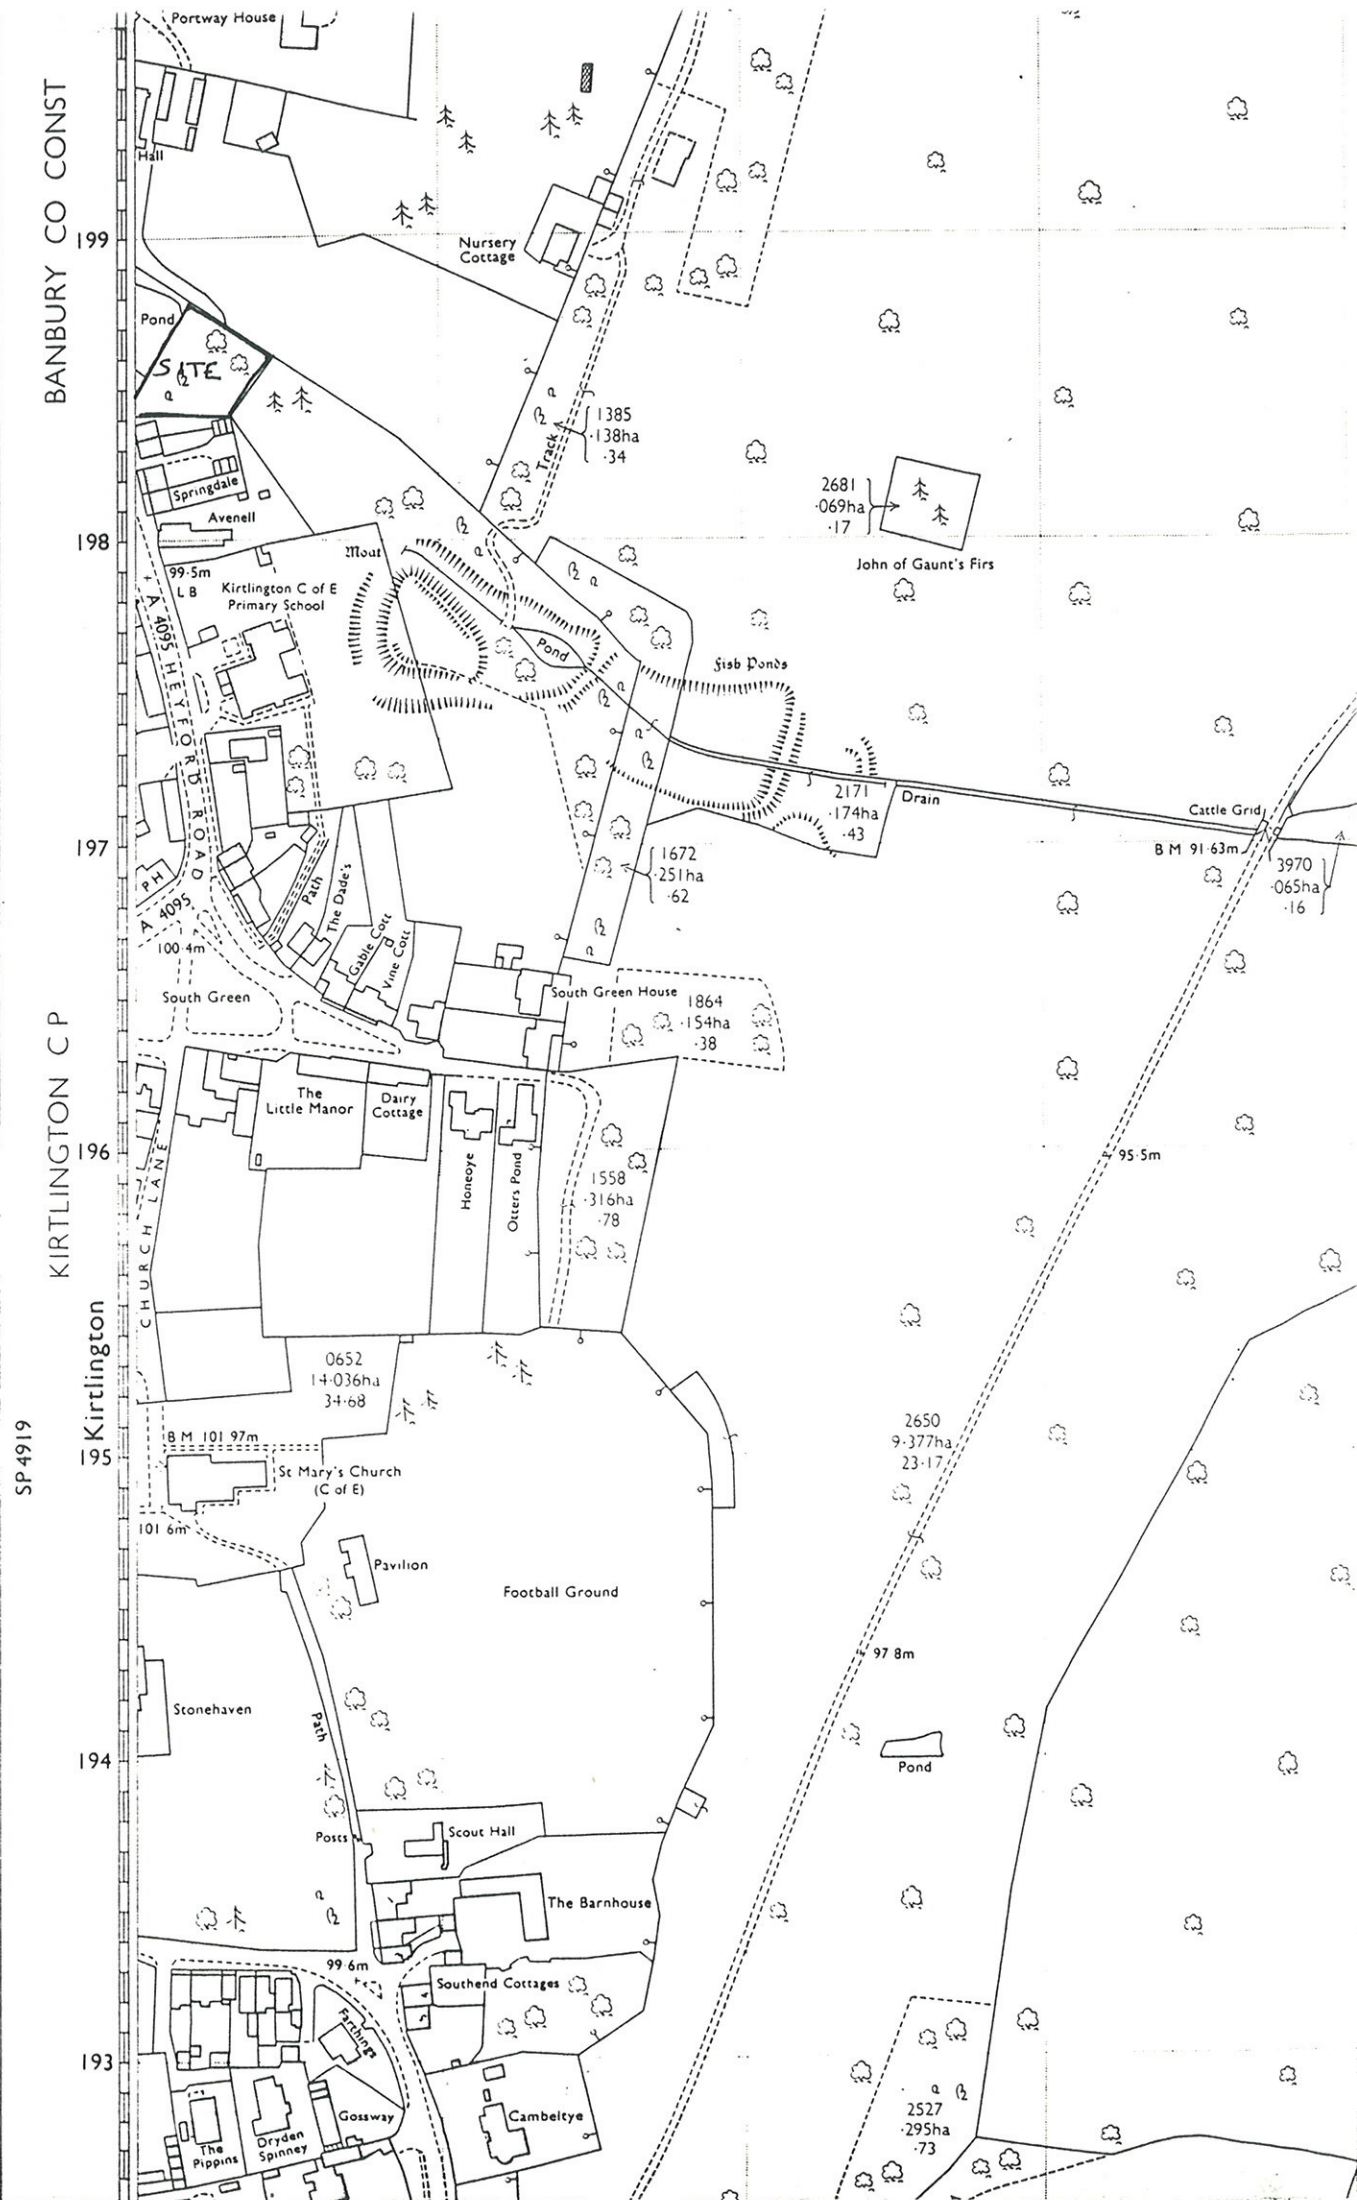 Portway House
BANBURY CO CONST
Hall
199
Nursery
Cottage
Pond
SITE
1385
·138ha
·34
Track
Springdale
2681
·069ha
·17
Avenell
198
Moat
John of Gaunt's Firs
99·5m
L B
Kirtlington C of E
Primary School
A 4095 HEYFORD ROAD
Pond
Fish Ponds
2171
·174ha
·43
Drain
Cattle Grid
197
B M 91·63m
1672
·251ha
·62
3970
·065ha
·16
P H
Path
The Dade's
A 4095
Gable Cott
Vine Cott
100·4m
South Green
South Green House
1864
·154ha
·38
KIRTLINGTON C P
The
Little Manor
Dairy
Cottage
196
95·5m
CHURCH LANE
Honeoye
Otters Pond
1558
·316ha
·78
Kirtlington
0652
14·036ha
34·68
SP 4919
2650
9·377ha
23·17
B M 101 97m
195
St Mary's Church
(C of E)
101 6m
Pavilion
Football Ground
97 8m
Stonehaven
Path
194
Pond
Posts
Scout Hall
The Barnhouse
99·6m
Southend Cottages
4
Farthings
193
2527
·295ha
·73
The
Pippins
Dryden
Spinney
Gossway
Cambeltye